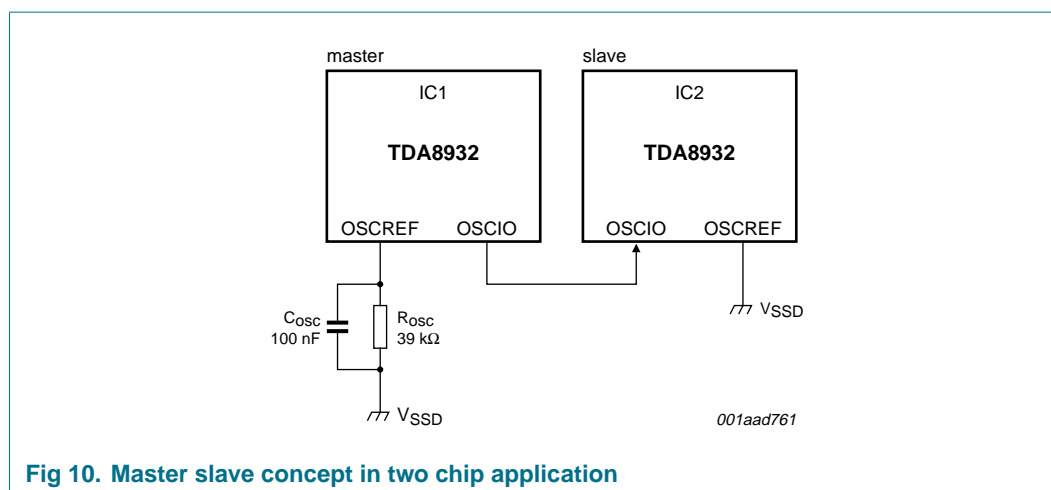 master
IC1
TDA8932
OSCREF OSCIO
slave
IC2
TDA8932
OSCIO OSCREF
Cosc
100 nF
Rosc
39 kΩ
VSSD
VSSD
001aad761
Fig 10. Master slave concept in two chip application